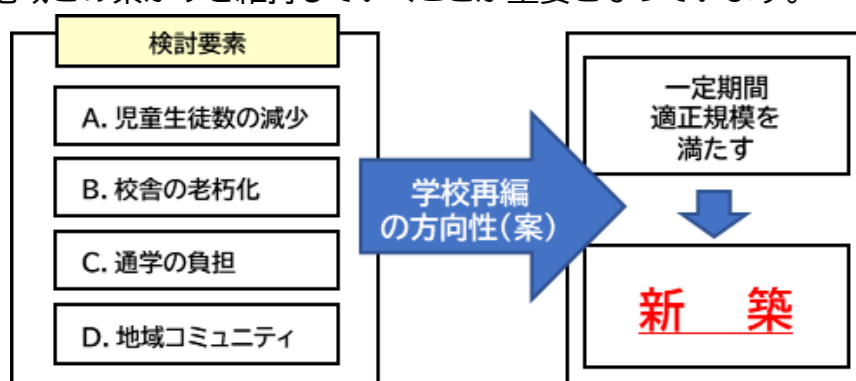 検討要素
A. 児童生徒数の減少
B. 校舎の老朽化
C. 通学の負担
D. 地域コミュニティ
学校再編
の方向性(案)
一定期間
適正規模を
満たす
新　築